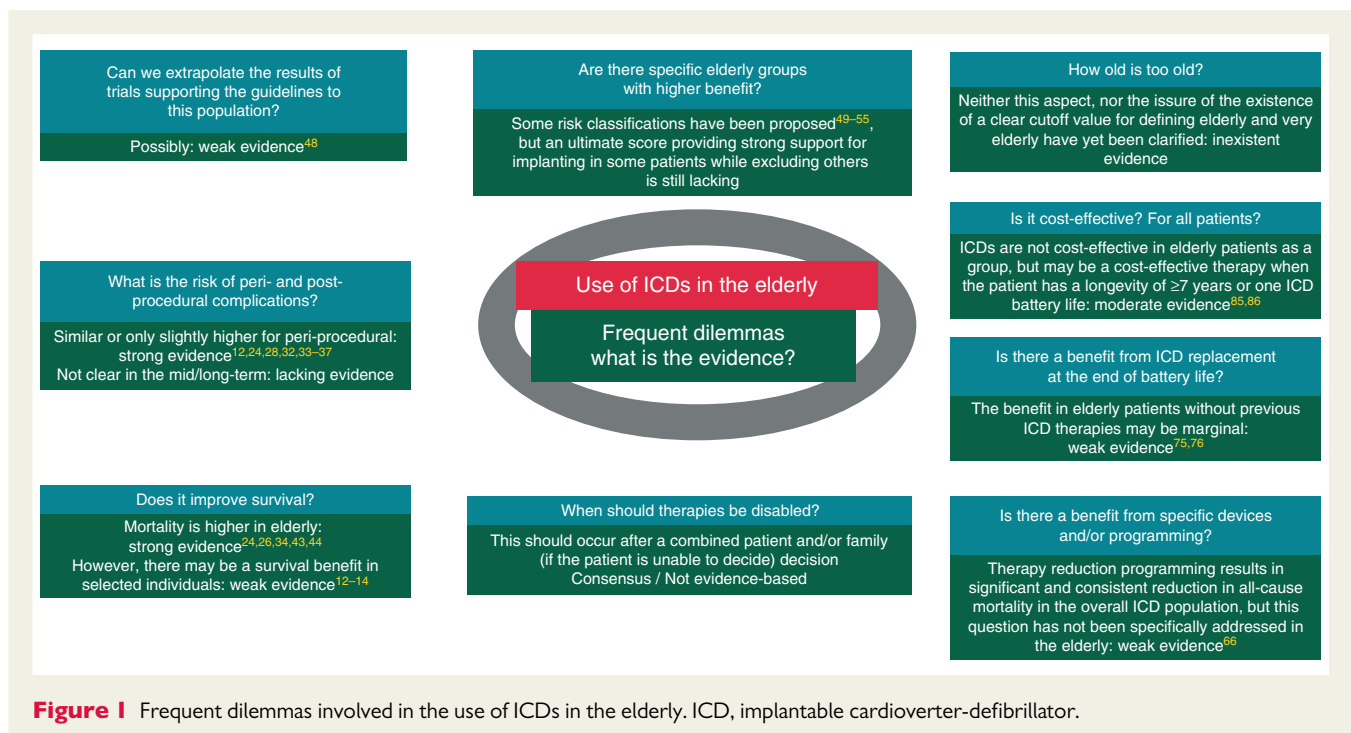 Can we extrapolate the results of
trials supporting the guidelines to
this population?
Possibly: weak evidence48
What is the risk of peri- and post-
procedural complications?
Similar or only slightly higher for peri-procedural:
strong evidence12,24,28,32,33–37
Not clear in the mid/long-term: lacking evidence
Does it improve survival?
Mortality is higher in elderly:
strong evidence24,26,34,43,44
However, there may be a survival benefit in
selected individuals: weak evidence12–14
Are there specific elderly groups
with higher benefit?
Some risk classifications have been proposed49–55,
but an ultimate score providing strong support for
implanting in some patients while excluding others
is still lacking
Use of ICDs in the elderly
Frequent dilemmas
what is the evidence?
When should therapies be disabled?
This should occur after a combined patient and/or family
(if the patient is unable to decide) decision
Consensus / Not evidence-based
How old is too old?
Neither this aspect, nor the issure of the existence
of a clear cutoff value for defining elderly and very
elderly have yet been clarified: inexistent
evidence
Is it cost-effective? For all patients?
ICDs are not cost-effective in elderly patients as a
group, but may be a cost-effective therapy when
the patient has a longevity of ≥7 years or one ICD
battery life: moderate evidence85,86
Is there a benefit from ICD replacement
at the end of battery life?
The benefit in elderly patients without previous
ICD therapies may be marginal:
weak evidence75,76
Is there a benefit from specific devices
and/or programming?
Therapy reduction programming results in
significant and consistent reduction in all-cause
mortality in the overall ICD population, but this
question has not been specifically addressed in
the elderly: weak evidence66
Figure 1 Frequent dilemmas involved in the use of ICDs in the elderly. ICD, implantable cardioverter-defibrillator.